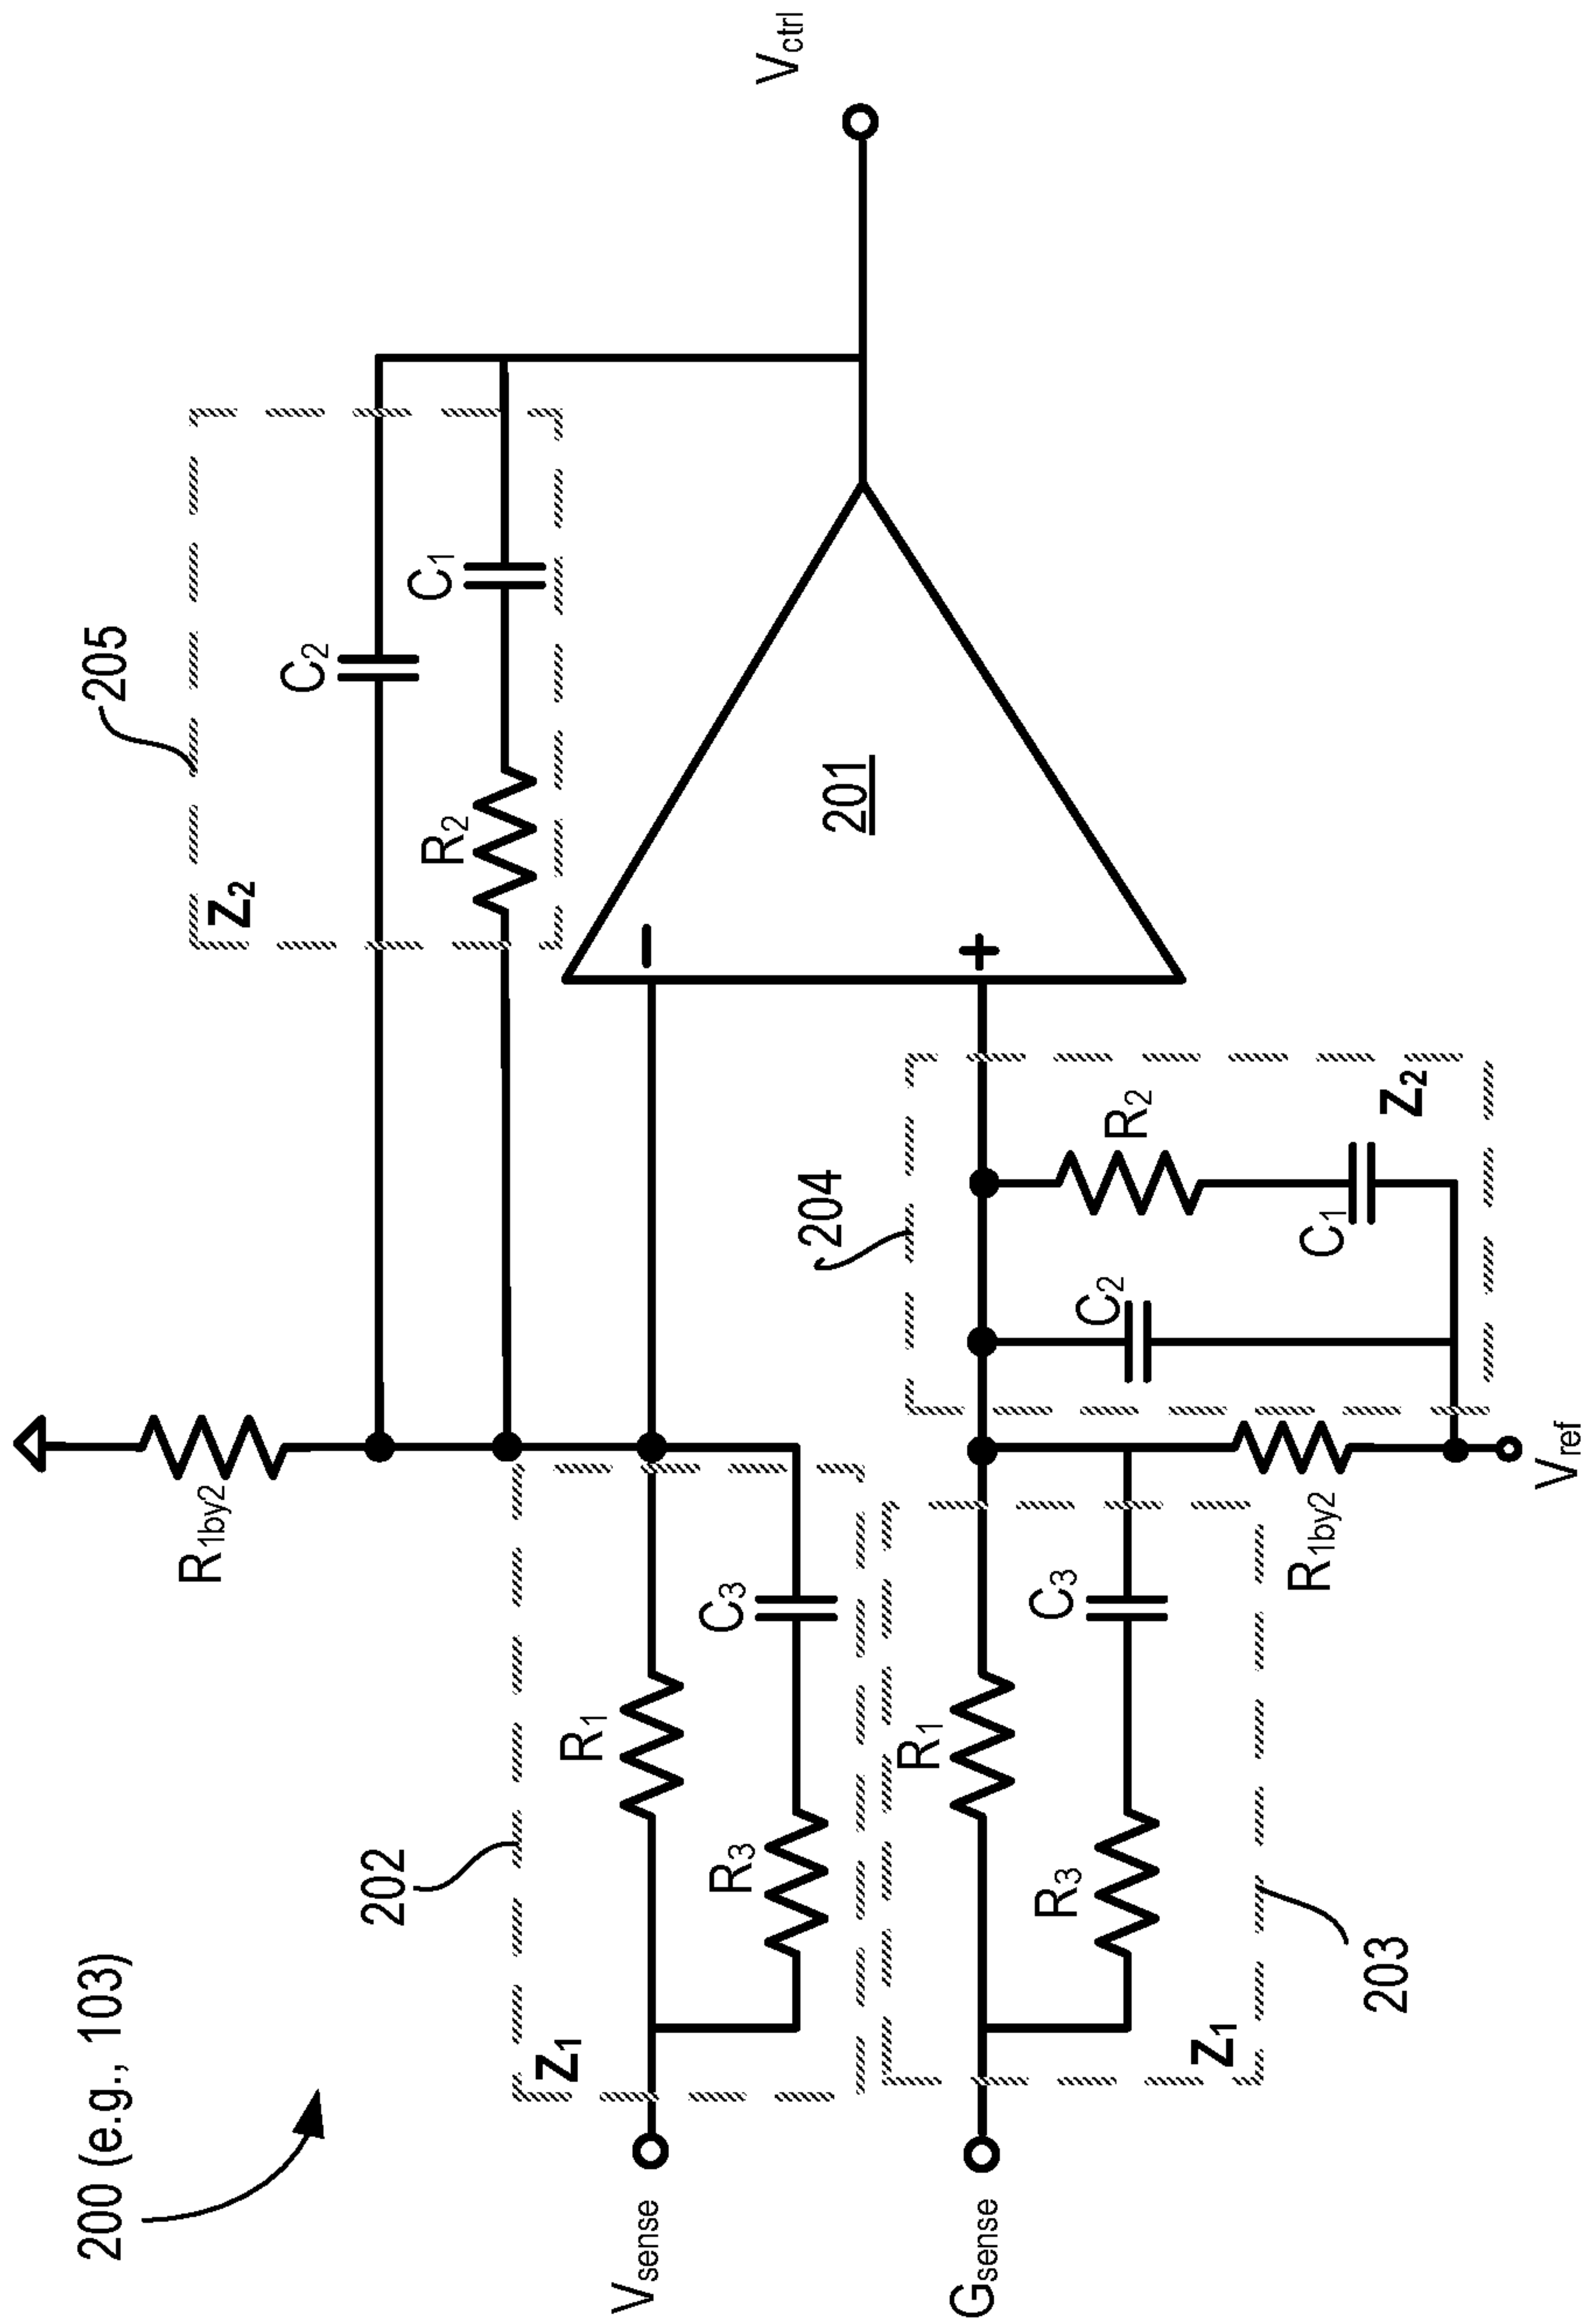 200 (e.g., 103)
205
C₂
C₁
R₂
Z₂
R₁by₂
202
Z₁
R₁
R₃
C₃
Vsense
201
−
+
Vctrl
203
Z₁
R₁
R₃
C₃
Gsense
204
C₂
R₂
C₁
Z₂
R₁by₂
Vref